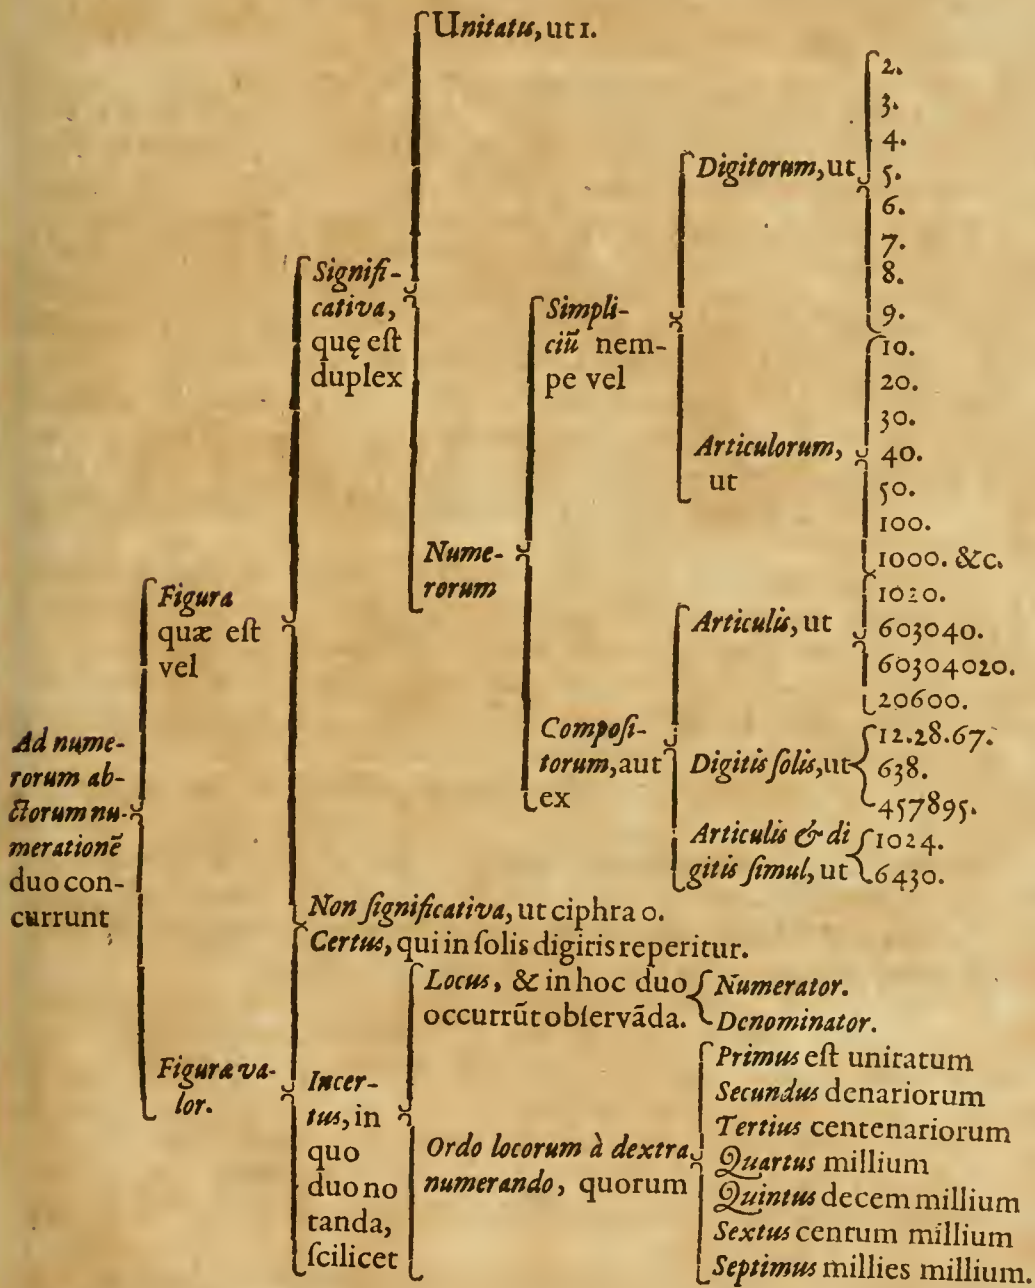 Unitatis, ut 1.
2.
3.
4.
Digitorum, ut
5.
6.
7.
8.
9.
Signifi-
cativa,
quę eſt
duplex
Simpli-
ciũ nem-
pe vel
10.
20.
30.
Articulorum,
ut
40.
50.
100.
1000. &c.
Nume-
rorum
Figura
quæ eſt
vel
Articulis, ut
1020.
603040.
60304020.
20600.
Compoſi-
torum, aut
ex
Digitis ſolis, ut
12.28.67.
638.
457895.
Articulis & di
gitis ſimul, ut
1024.
6430.
Ad nume-
rorum ab-
ctorum nu-
merationẽ
duo con-
currunt
Non ſignificativa, ut ciphra 0.
Certus, qui in ſolis digitis reperitur.
Locus, & in hoc duo
occurrũt obſervãda.
Numerator.
Denominator.
Figuræ va-
lor.
Incer-
tus, in
quo
duo no
tanda,
ſcilicet
Ordo locorum à dextra
numerando, quorum
Primus eſt unitatum
Secundus denariorum
Tertius centenariorum
Quartus millium
Quintus decem millium
Sextus centum millium
Septimus millies millium.